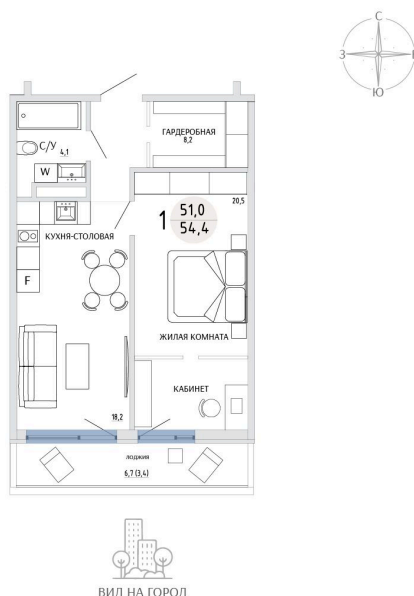 С
З
Ю
С/У
4,1
W
ГАРДЕРОБНАЯ
8,2
20,5
1
51,0
54,4
КУХНЯ-СТОЛОВАЯ
F
ЖИЛАЯ КОМНАТА
КАБИНЕТ
18,2
ЛОДЖИЯ
6,7 (3,4)
ВИД НА ГОРОД